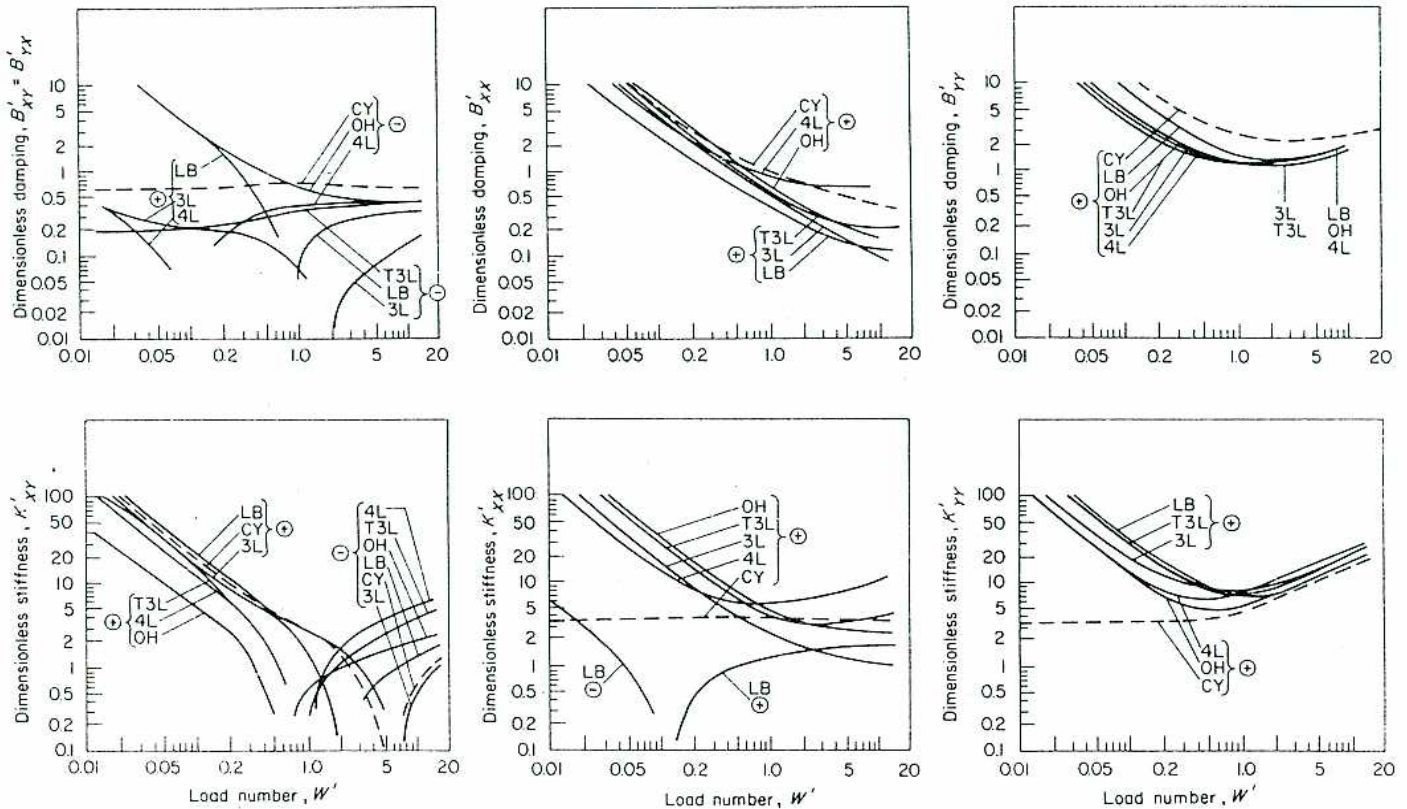 Dimensionless damping, B'XY = B'YX
10
5
2
1.0
0.5
0.2
0.1
0.05
0.02
0.01
CY
OH
4L
⊖
LB
⊕
3L
4L
T3L
LB
3L
⊖
0.01 0.05 0.2 1.0 5 20
Dimensionless damping, B'XX
10
5
2
1.0
0.5
0.2
0.1
0.05
0.02
0.01
CY
4L
OH
⊕
⊕
T3L
3L
LB
0.01 0.05 0.2 1.0 5 20
Dimensionless damping, B'YY
10
5
2
1.0
0.5
0.2
0.1
0.05
0.02
0.01
⊕
CY
LB
OH
T3L
3L
4L
3L
T3L
LB
OH
4L
0.01 0.05 0.2 1.0 5 20
Dimensionless stiffness, K'XY
100
50
20
10
5
2
1.0
0.5
0.2
0.1
LB
CY
3L
⊕
⊕
T3L
4L
OH
⊖
4L
T3L
OH
LB
CY
3L
0.01 0.05 0.2 1.0 5 20
Load number, W'
Dimensionless stiffness, K'XX
100
50
20
10
5
2
1
0.5
0.2
0.1
OH
T3L
3L
4L
CY
⊕
LB
⊖
LB
⊕
0.01 0.05 0.2 1.0 5 20
Load number, W'
Dimensionless stiffness, K'YY
100
50
20
10
5
2
1
0.5
0.2
0.1
LB
T3L
3L
⊕
4L
OH
CY
⊕
0.01 0.05 0.2 1.0 5 20
Load number, W'